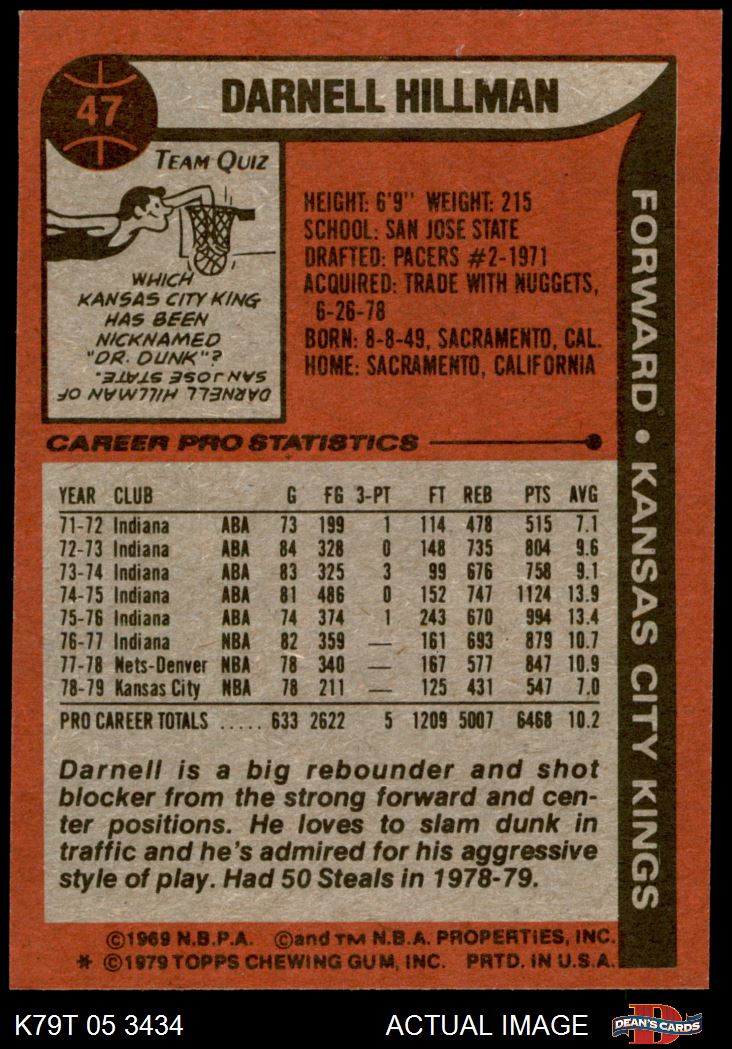 47
DARNELL HILLMAN
TEAM QUIZ
WHICH
KANSAS CITY KING
HAS BEEN
NICKNAMED
"DR. DUNK"?
DARNELL HILLMAN OF
SAN JOSE STATE.
HEIGHT: 6'9" WEIGHT: 215
SCHOOL: SAN JOSE STATE
DRAFTED: PACERS #2-1971
ACQUIRED: TRADE WITH NUGGETS,
6-26-78
BORN: 8-8-49, SACRAMENTO, CAL.
HOME: SACRAMENTO, CALIFORNIA
FORWARD • KANSAS CITY KINGS
CAREER PRO STATISTICS
YEAR CLUB G FG 3-PT FT REB PTS AVG
71-72 Indiana ABA 73 199 1 114 478 515 7.1
72-73 Indiana ABA 84 328 0 148 735 804 9.6
73-74 Indiana ABA 83 325 3 99 676 758 9.1
74-75 Indiana ABA 81 486 0 152 747 1124 13.9
75-76 Indiana ABA 74 374 1 243 670 994 13.4
76-77 Indiana NBA 82 359 — 161 693 879 10.7
77-78 Nets-Denver NBA 78 340 — 167 577 847 10.9
78-79 Kansas City NBA 78 211 — 125 431 547 7.0
PRO CAREER TOTALS ..... 633 2622 5 1209 5007 6468 10.2
Darnell is a big rebounder and shot
blocker from the strong forward and cen-
ter positions. He loves to slam dunk in
traffic and he's admired for his aggressive
style of play. Had 50 Steals in 1978-79.
©1969 N.B.P.A. ©and TM N.B.A. PROPERTIES, INC.
* ©1979 TOPPS CHEWING GUM, INC. PRTD. IN U.S.A.
K79T 05 3434 ACTUAL IMAGE
D
DEAN'S CARDS